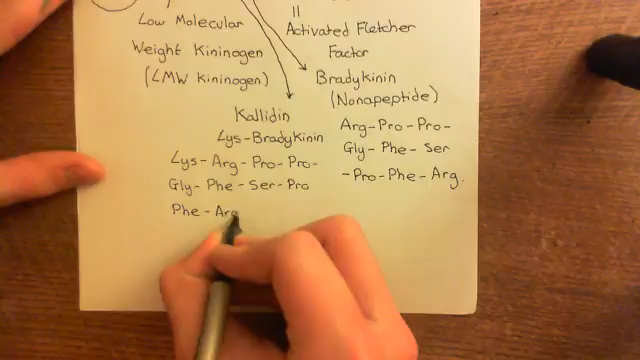 Low Molecular
Weight Kininogen
(LMW Kininogen)
=
Activated Fletcher
Factor
Bradykinin
(Nonapeptide)
Arg-Pro-Pro-
Gly-Phe-Ser
-Pro-Phe-Arg.
Kallidin
Lys-Bradykinin
Lys-Arg-Pro-Pro-
Gly-Phe-Ser-Pro
Phe-Arg